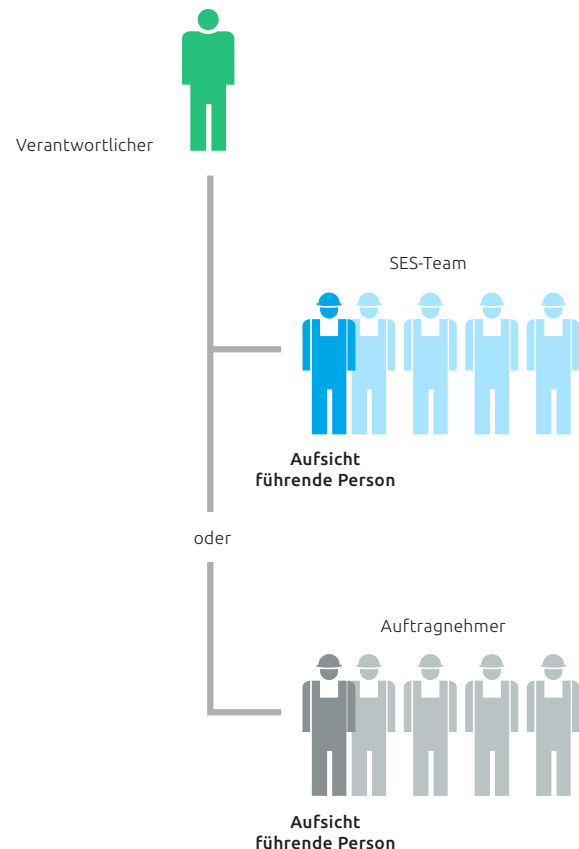 Verantwortlicher
SES-Team
Aufsicht
führende Person
oder
Auftragnehmer
Aufsicht
führende Person